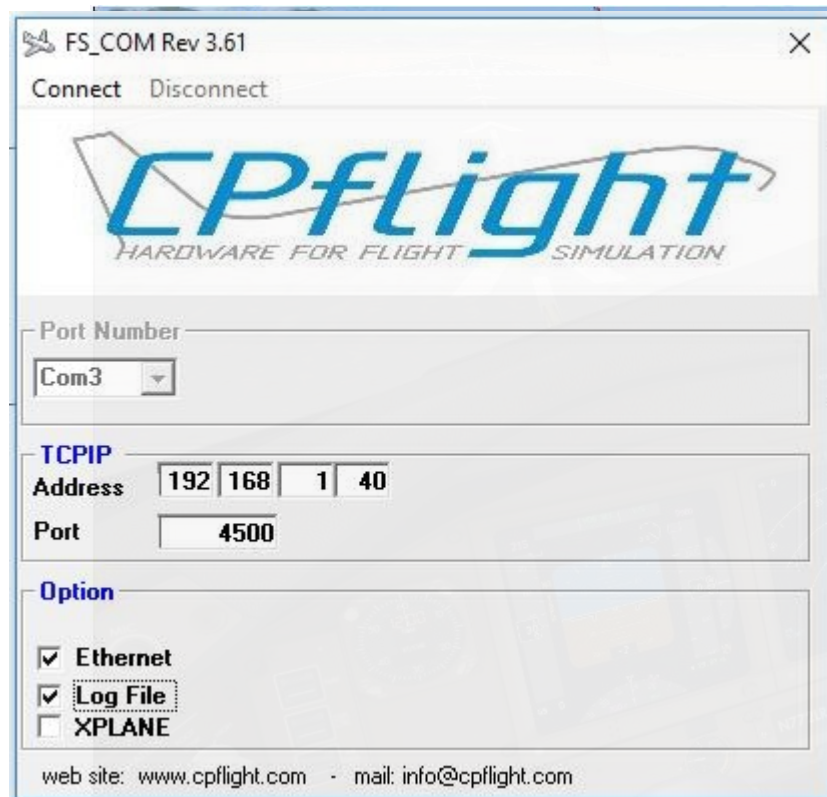 FS_COM Rev 3.61
Connect Disconnect
CPflight
HARDWARE FOR FLIGHT SIMULATION
Port Number
Com3
TCPIP
Address 192 168 1 40
Port 4500
Option
Ethernet
Log File
XPLANE
web site: www.cpflight.com - mail: info@cpflight.com